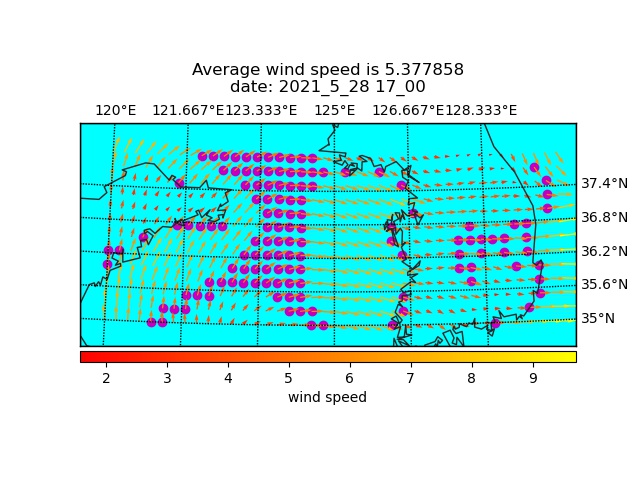 Average wind speed is 5.377858
date: 2021_5_28 17_00
120°E 121.667°E 123.333°E 125°E 126.667°E 128.333°E
37.4°N
36.8°N
36.2°N
35.6°N
35°N
2 3 4 5 6 7 8 9
wind speed